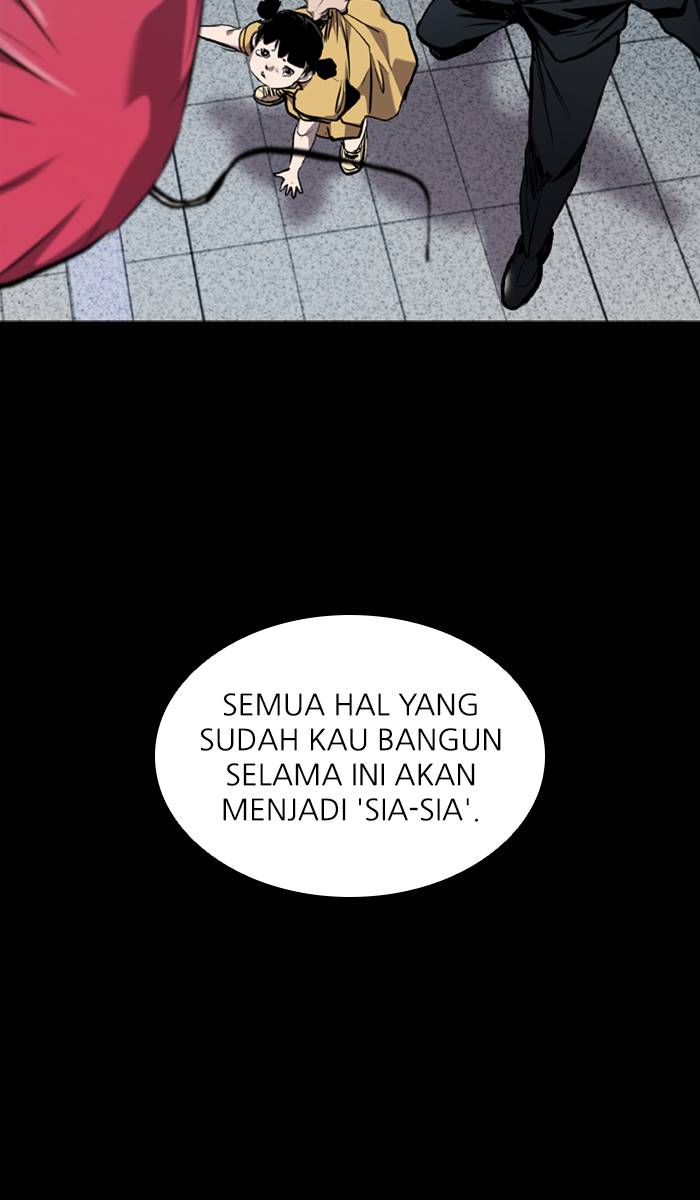 SEMUA HAL YANG
SUDAH KAU BANGUN
SELAMA INI AKAN
MENJADI 'SIA-SIA'.